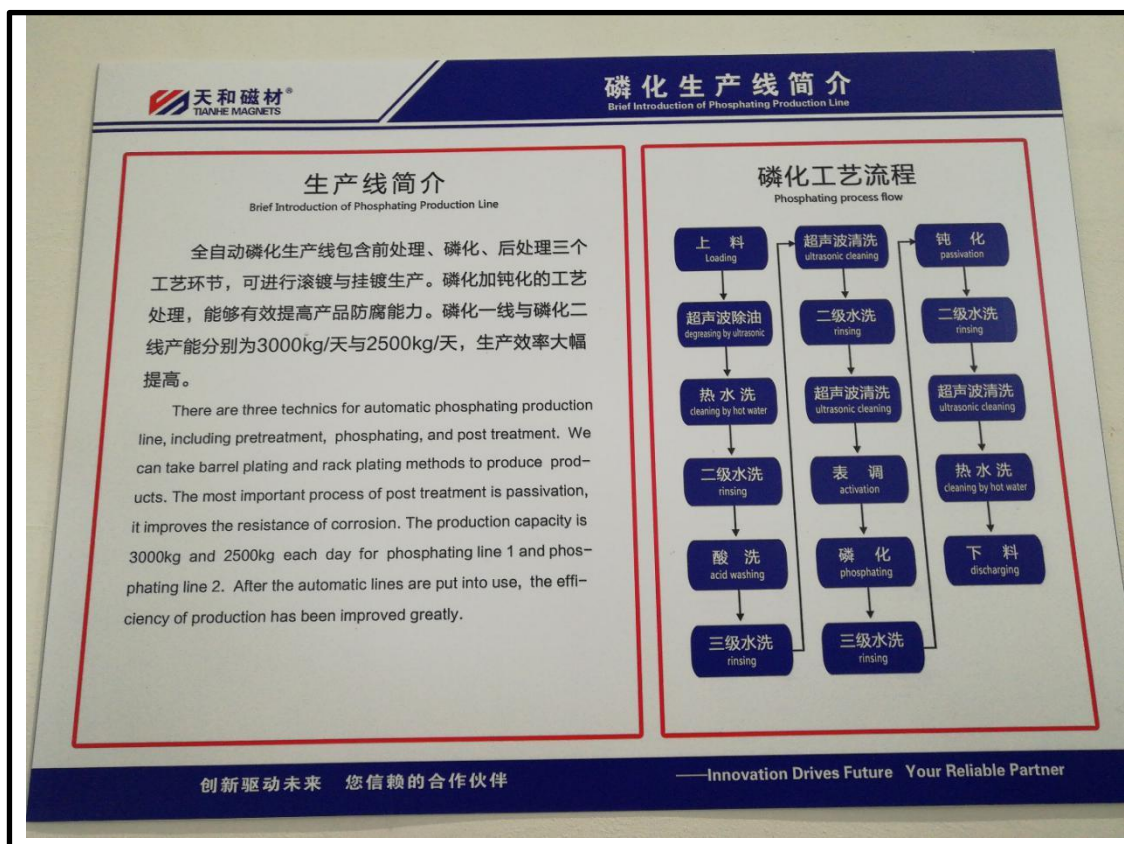 天和磁材®
TIANHE MAGNETS
磷化生产线简介
Brief Introduction of Phosphating Production Line
生产线简介
Brief Introduction of Phosphating Production Line
全自动磷化生产线包含前处理、磷化、后处理三个
工艺环节，可进行滚镀与挂镀生产。磷化加钝化的工艺
处理，能够有效提高产品防腐能力。磷化一线与磷化二
线产能分别为3000kg/天与2500kg/天，生产效率大幅
提高。
There are three technics for automatic phosphating production
line, including pretreatment, phosphating, and post treatment. We
can take barrel plating and rack plating methods to produce prod-
ucts. The most important process of post treatment is passivation,
it improves the resistance of corrosion. The production capacity is
3000kg and 2500kg each day for phosphating line 1 and phos-
phating line 2. After the automatic lines are put into use, the effi-
ciency of production has been improved greatly.
磷化工艺流程
Phosphating process flow
上料
Loading
超声波除油
degreasing by ultrasonic
热水洗
cleaning by hot water
二级水洗
rinsing
酸洗
acid washing
三级水洗
rinsing
超声波清洗
ultrasonic cleaning
二级水洗
rinsing
超声波清洗
ultrasonic cleaning
表调
activation
磷化
phosphating
三级水洗
rinsing
钝化
passivation
二级水洗
rinsing
超声波清洗
ultrasonic cleaning
热水洗
cleaning by hot water
下料
discharging
创新驱动未来 您信赖的合作伙伴
——Innovation Drives Future Your Reliable Partner